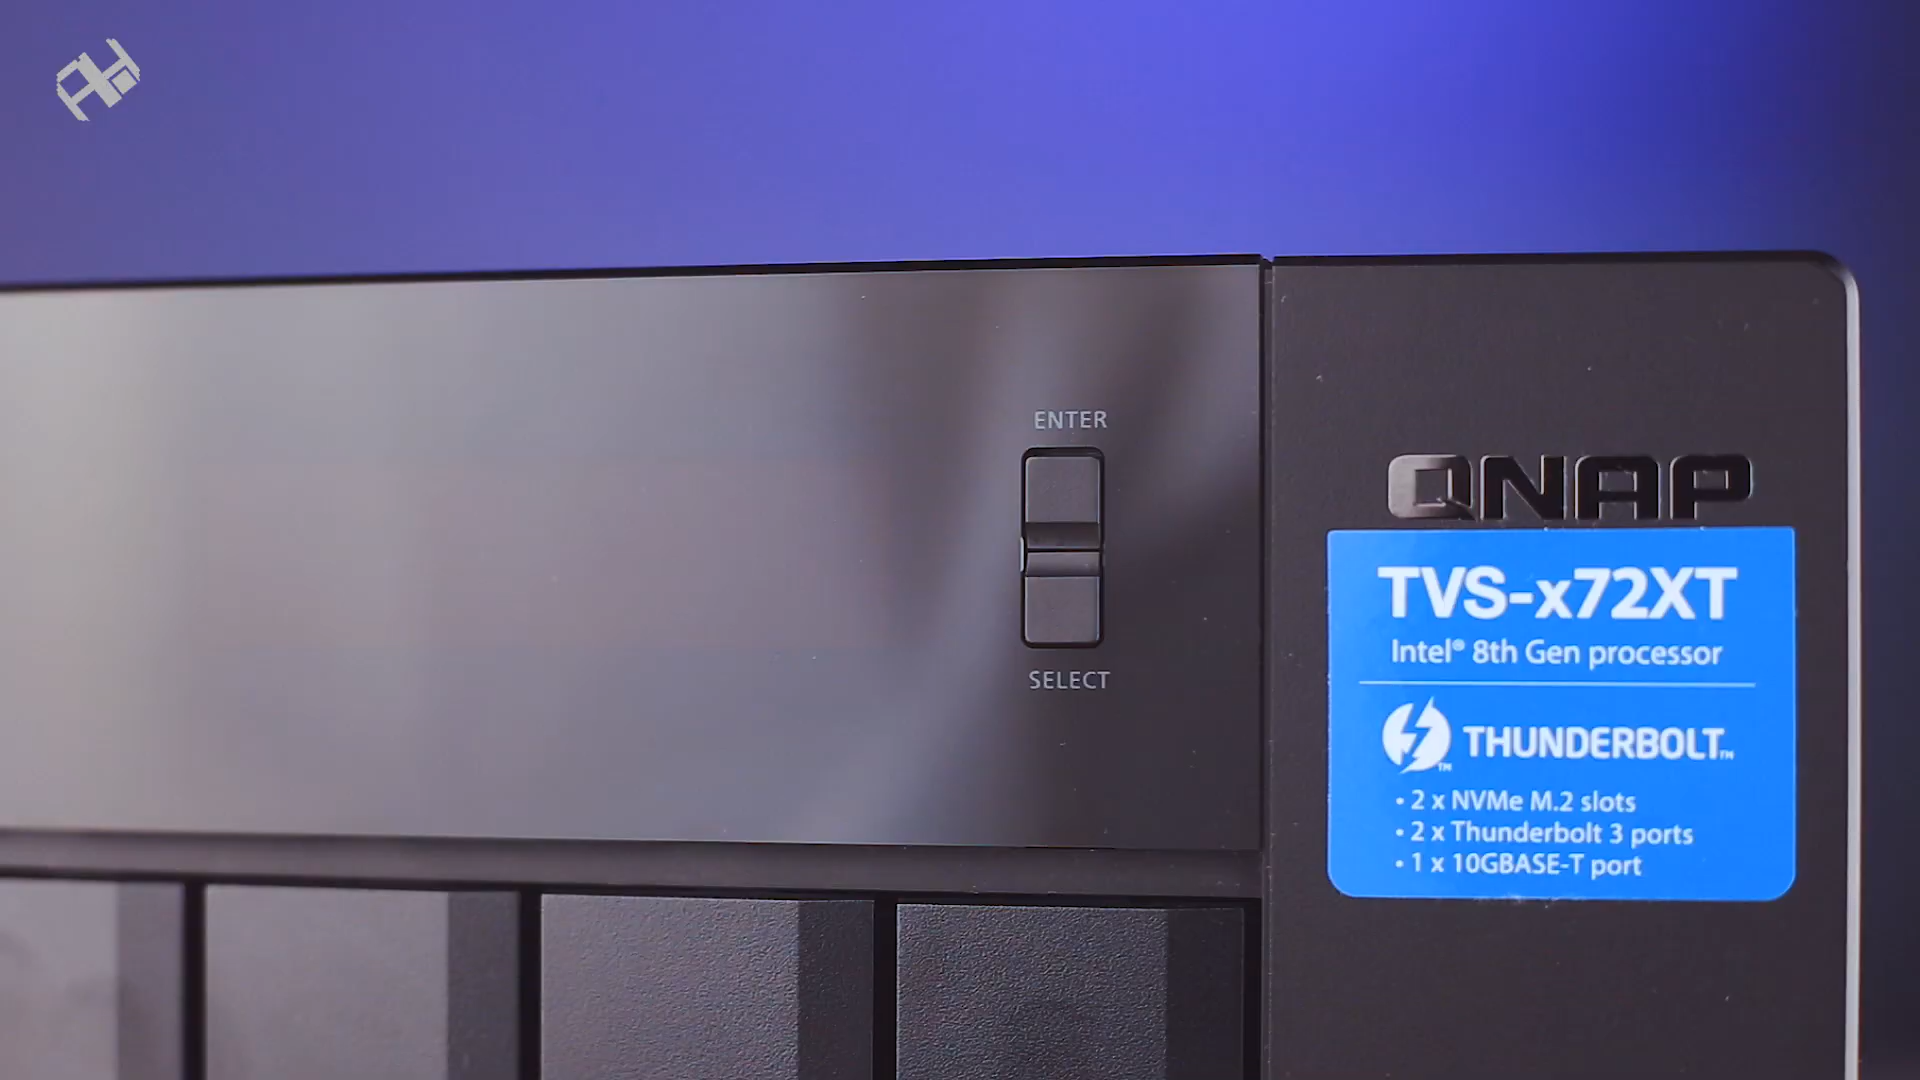 ENTER
SELECT
QNAP
TVS-x72XT
Intel® 8th Gen processor
THUNDERBOLT™
• 2 x NVMe M.2 slots
• 2 x Thunderbolt 3 ports
• 1 x 10GBASE-T port